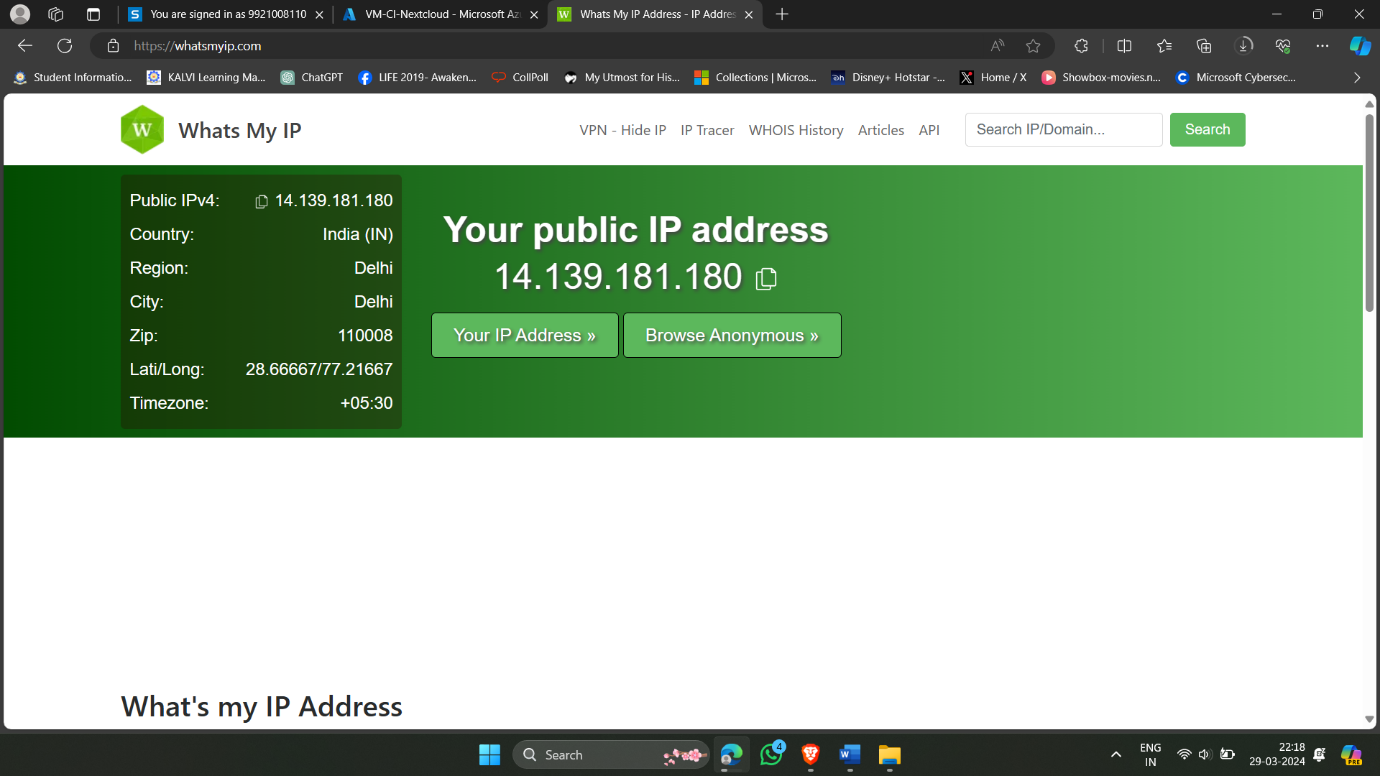 You are signed in as 9921008110
VM-CI-Nextcloud - Microsoft Az
Whats My IP Address - IP Addres
https://whatsmyip.com
Student Informatio...
KALVI Learning Ma...
ChatGPT
LIFE 2019- Awaken...
CollPoll
My Utmost for His...
Collections | Micros...
Disney+ Hotstar -...
Home / X
Showbox-movies.n...
Microsoft Cybersec...
W
Whats My IP
VPN - Hide IP
IP Tracer
WHOIS History
Articles
API
Search IP/Domain...
Search
Public IPv4: 14.139.181.180
Country: India (IN)
Region: Delhi
City: Delhi
Zip: 110008
Lati/Long: 28.66667/77.21667
Timezone: +05:30
Your public IP address
14.139.181.180
Your IP Address »
Browse Anonymous »
What's my IP Address
Search
4
ENG
IN
22:18
29-03-2024
PRE